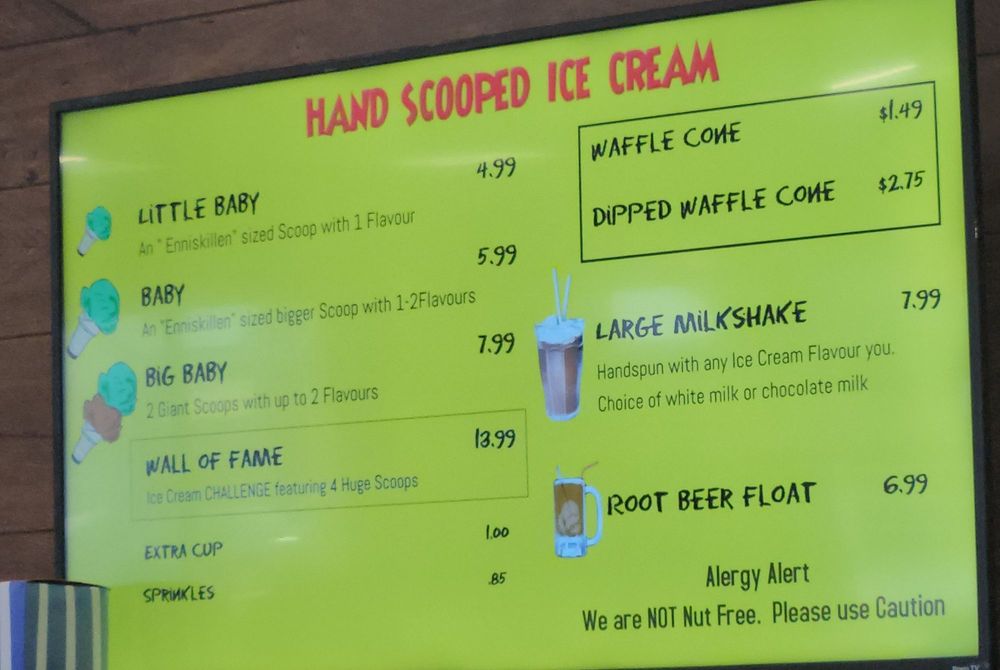 HAND SCOOPED ICE CREAM
LiTTLE BABY 4.99
An " Enniskillen" sized Scoop with 1 Flavour
BABY 5.99
An "Enniskillen" sized bigger Scoop with 1-2Flavours
BiG BABY 7.99
2 Giant Scoops with up to 2 Flavours
WALL OF FAME 13.99
Ice Cream CHALLENGE featuring 4 Huge Scoops
EXTRA CUP 1.00
SPRiNKLES .85
WAFFLE CONE $1.49
DiPPED WAFFLE CONE $2.75
LARGE MiLKSHAKE 7.99
Handspun with any Ice Cream Flavour you.
Choice of white milk or chocolate milk
ROOT BEER FLOAT 6.99
Alergy Alert
We are NOT Nut Free. Please use Caution